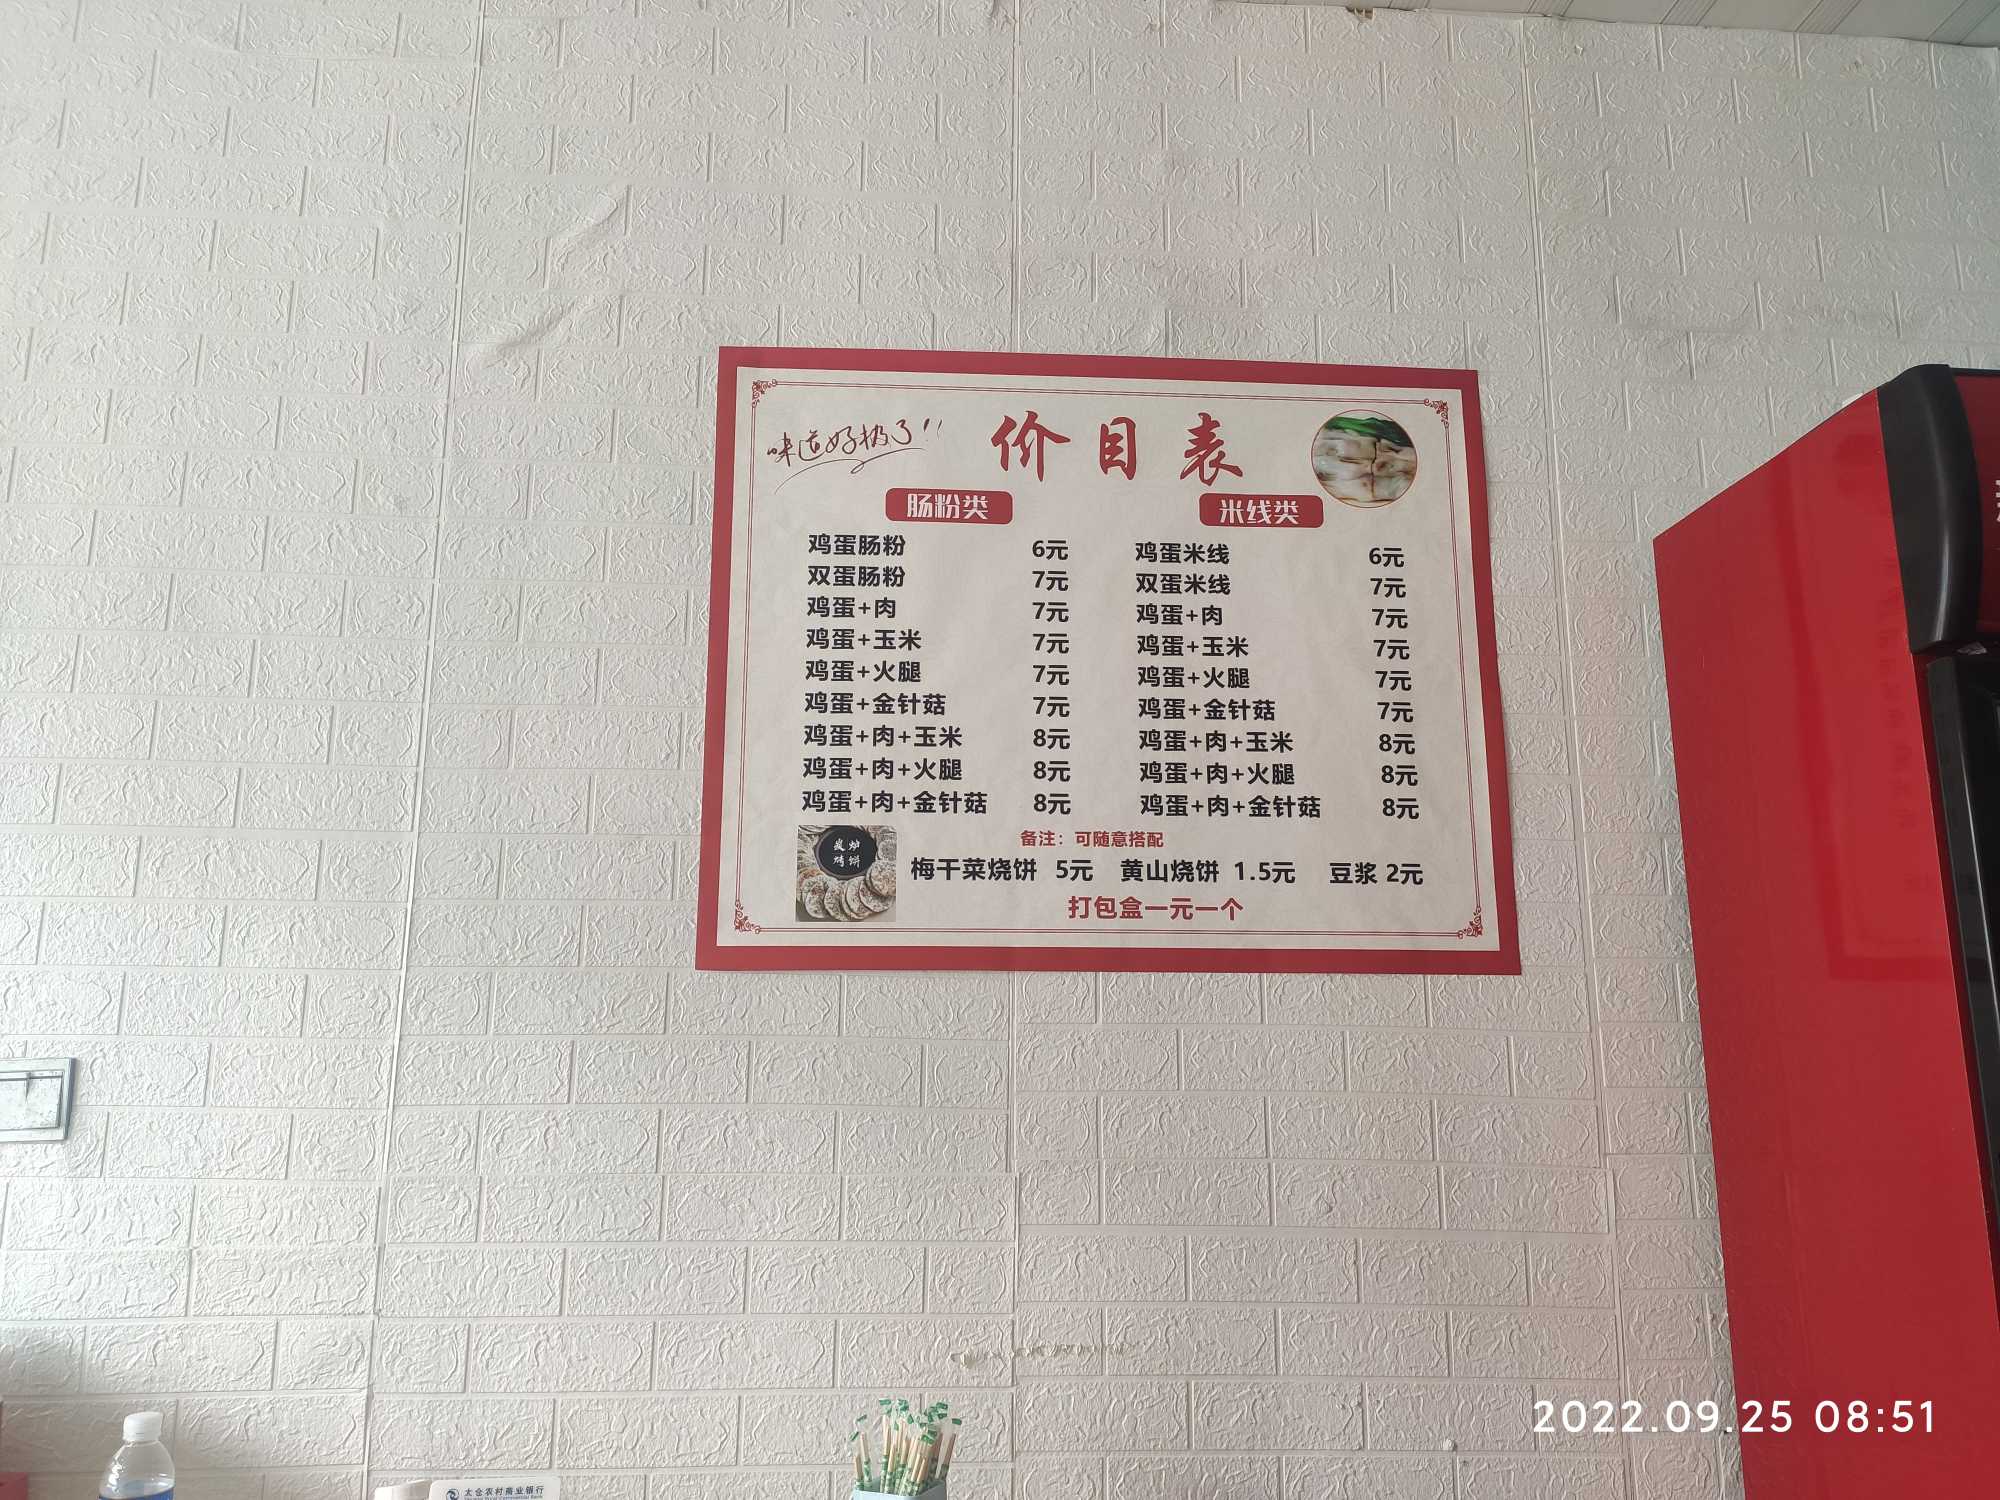 味道好极了!!
价目表
肠粉类
鸡蛋肠粉 6元
双蛋肠粉 7元
鸡蛋+肉 7元
鸡蛋+玉米 7元
鸡蛋+火腿 7元
鸡蛋+金针菇 7元
鸡蛋+肉+玉米 8元
鸡蛋+肉+火腿 8元
鸡蛋+肉+金针菇 8元
米线类
鸡蛋米线 6元
双蛋米线 7元
鸡蛋+肉 7元
鸡蛋+玉米 7元
鸡蛋+火腿 7元
鸡蛋+金针菇 7元
鸡蛋+肉+玉米 8元
鸡蛋+肉+火腿 8元
鸡蛋+肉+金针菇 8元
备注：可随意搭配
炭炉
烤饼
梅干菜烧饼 5元 黄山烧饼 1.5元 豆浆 2元
打包盒一元一个
太仓农村商业银行
2022.09.25 08:51